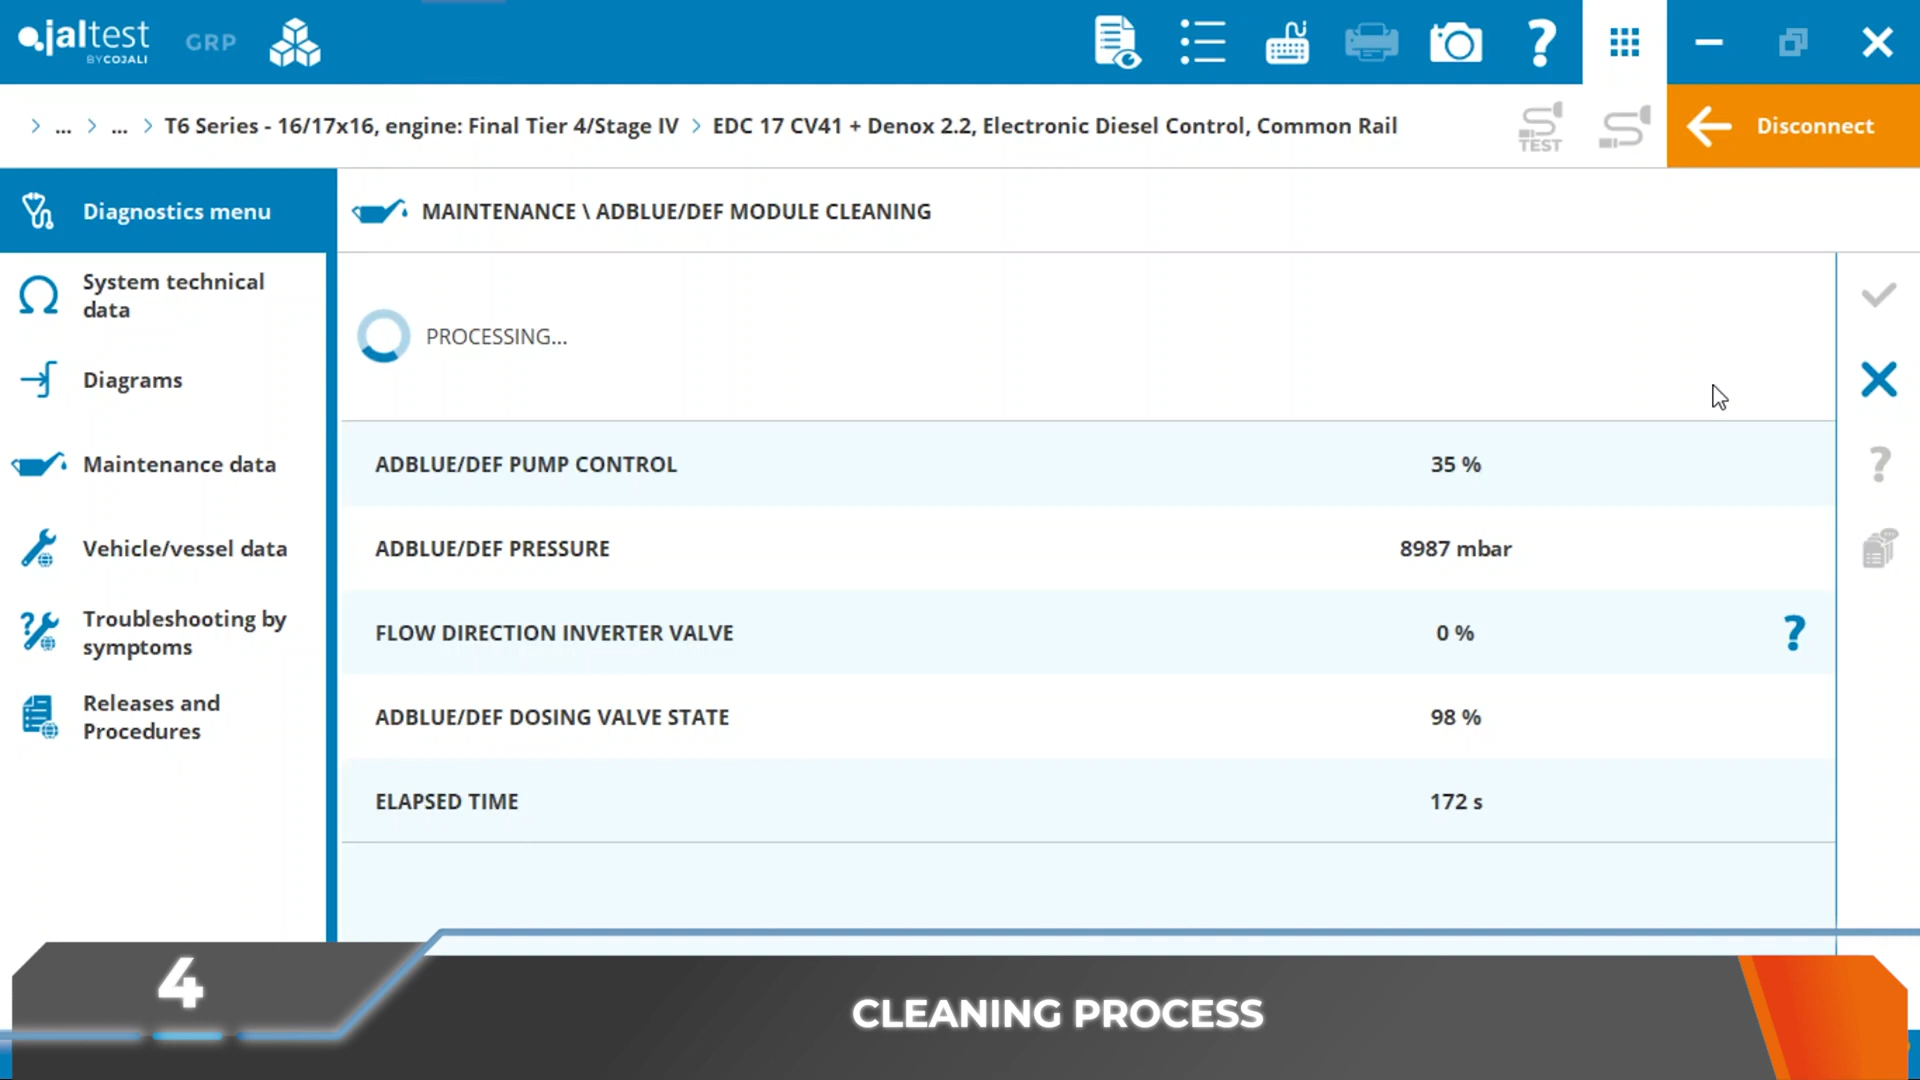 jaltest
BY COJALI
GRP
> ... > ... > T6 Series - 16/17x16, engine: Final Tier 4/Stage IV > EDC 17 CV41 + Denox 2.2, Electronic Diesel Control, Common Rail
TEST
Disconnect
Diagnostics menu
MAINTENANCE \ ADBLUE/DEF MODULE CLEANING
System technical
data
Diagrams
Maintenance data
Vehicle/vessel data
Troubleshooting by
symptoms
Releases and
Procedures
PROCESSING...
ADBLUE/DEF PUMP CONTROL 35 %
ADBLUE/DEF PRESSURE 8987 mbar
FLOW DIRECTION INVERTER VALVE 0 %
ADBLUE/DEF DOSING VALVE STATE 98 %
ELAPSED TIME 172 s
4
CLEANING PROCESS